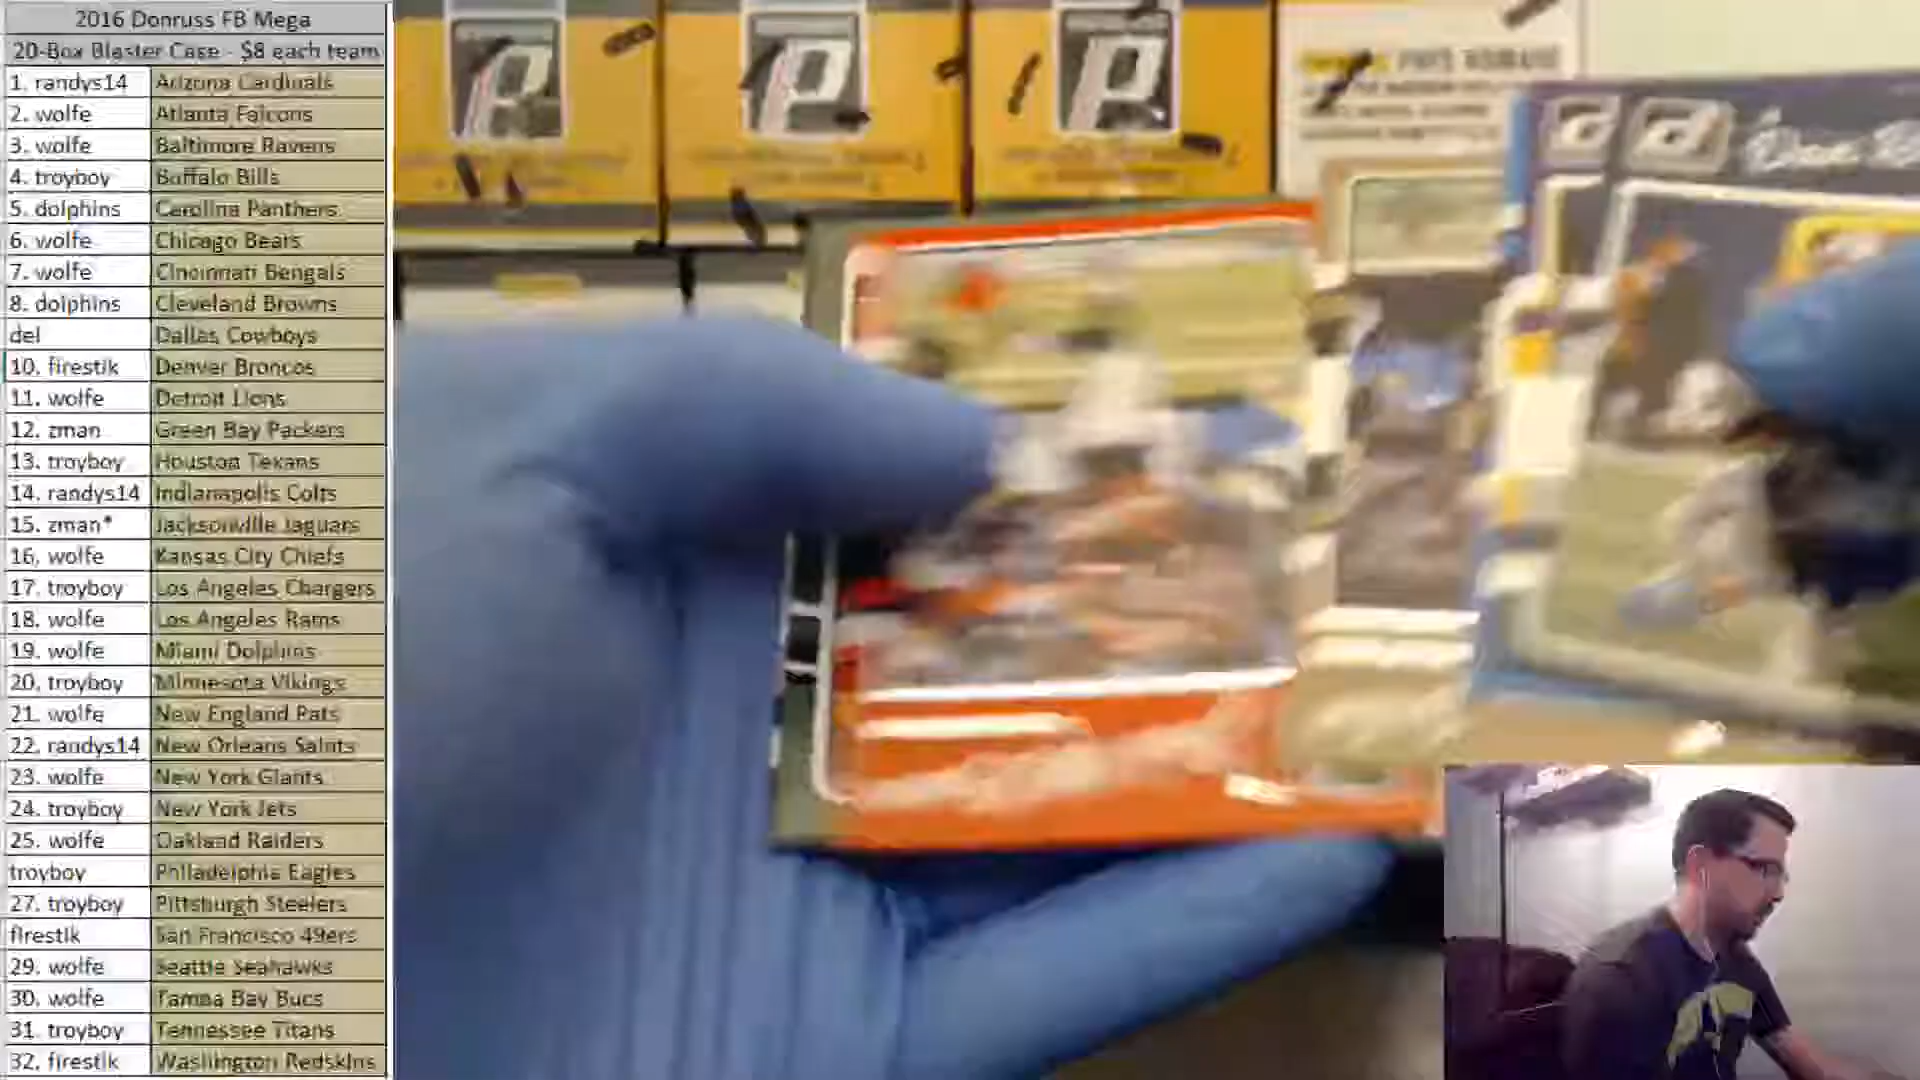 2016 Donruss FB Mega
20-Box Blaster Case - $8 each team
1. randys14 Arizona Cardinals
2. wolfe Atlanta Falcons
3. wolfe Baltimore Ravens
4. troyboy Buffalo Bills
5. dolphins Carolina Panthers
6. wolfe Chicago Bears
7. wolfe Cincinnati Bengals
8. dolphins Cleveland Browns
del Dallas Cowboys
10. firestik Denver Broncos
11. wolfe Detroit Lions
12. zman Green Bay Packers
13. troyboy Houston Texans
14. randys14 Indianapolis Colts
15. zman* Jacksonville Jaguars
16. wolfe Kansas City Chiefs
17. troyboy Los Angeles Chargers
18. wolfe Los Angeles Rams
19. wolfe Miami Dolphins
20. troyboy Minnesota Vikings
21. wolfe New England Pats
22. randys14 New Orleans Saints
23. wolfe New York Giants
24. troyboy New York Jets
25. wolfe Oakland Raiders
troyboy Philadelphia Eagles
27. troyboy Pittsburgh Steelers
firestik San Francisco 49ers
29. wolfe Seattle Seahawks
30. wolfe Tampa Bay Bucs
31. troyboy Tennessee Titans
32. firestik Washington Redskins